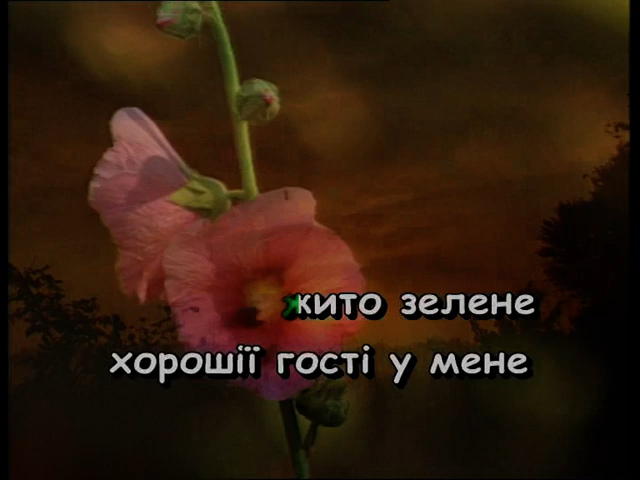 жито зелене
хорошії гості у мене